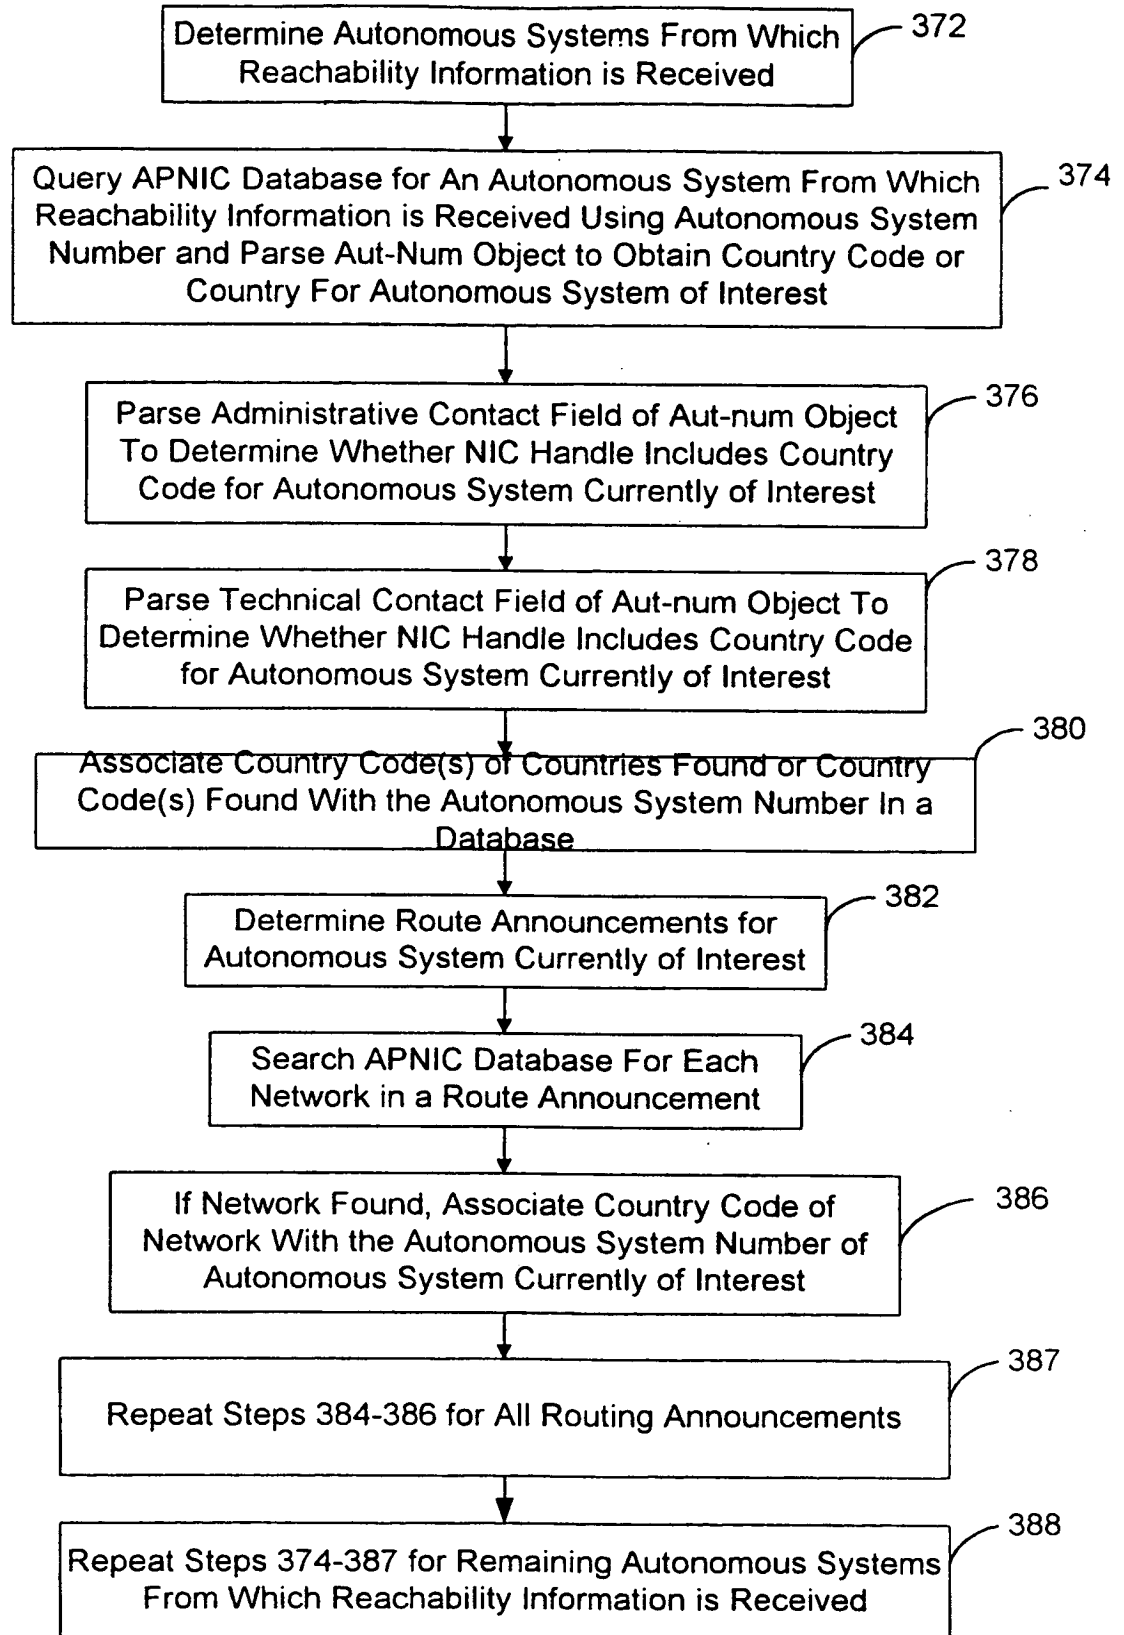 Determine Autonomous Systems From Which
Reachability Information is Received
372
Query APNIC Database for An Autonomous System From Which
Reachability Information is Received Using Autonomous System
Number and Parse Aut-Num Object to Obtain Country Code or
Country For Autonomous System of Interest
374
Parse Administrative Contact Field of Aut-num Object
To Determine Whether NIC Handle Includes Country
Code for Autonomous System Currently of Interest
376
Parse Technical Contact Field of Aut-num Object To
Determine Whether NIC Handle Includes Country Code
for Autonomous System Currently of Interest
378
Associate Country Code(s) of Countries Found or Country
Code(s) Found With the Autonomous System Number In a
Database
380
Determine Route Announcements for
Autonomous System Currently of Interest
382
Search APNIC Database For Each
Network in a Route Announcement
384
If Network Found, Associate Country Code of
Network With the Autonomous System Number of
Autonomous System Currently of Interest
386
Repeat Steps 384-386 for All Routing Announcements
387
Repeat Steps 374-387 for Remaining Autonomous Systems
From Which Reachability Information is Received
388